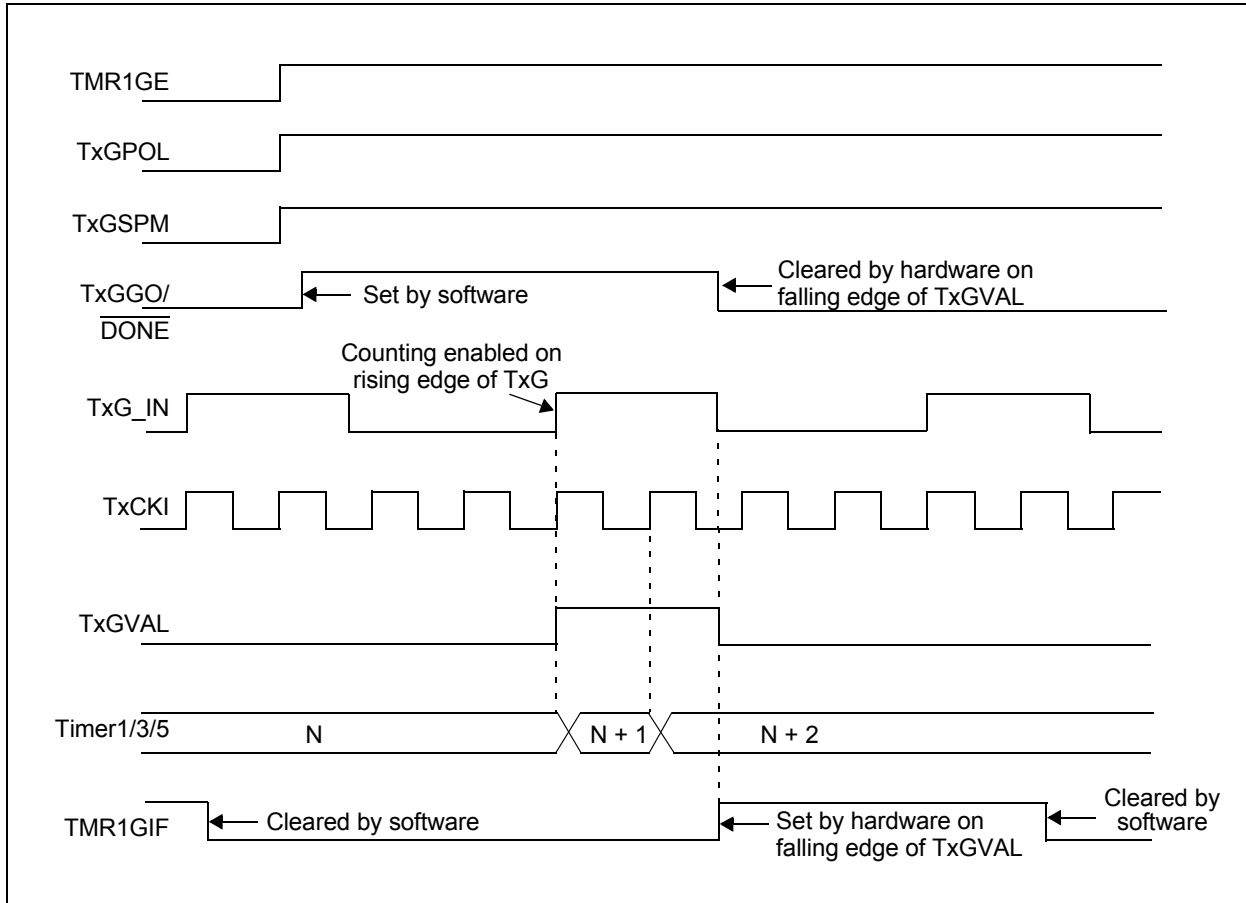 TMR1GE
TxGPOL
TxGSPM
TxGGO/
DONE
Set by software
Cleared by hardware on
falling edge of TxGVAL
Counting enabled on
rising edge of TxG
TxG_IN
TxCKI
TxGVAL
Timer1/3/5
N
N + 1
N + 2
TMR1GIF
Cleared by software
Set by hardware on
falling edge of TxGVAL
Cleared by
software